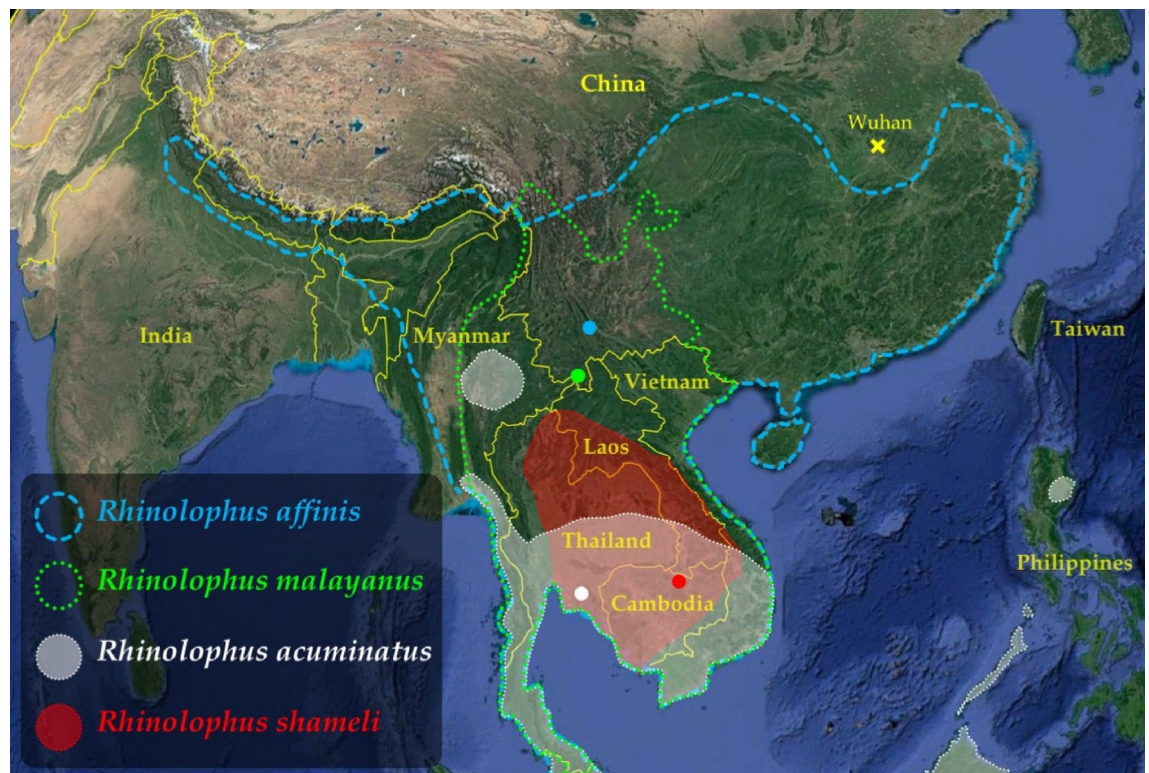 China
Wuhan
India
Myanmar
Taiwan
Vietnam
Laos
Rhinolophus affinis
Thailand
Philippines
Rhinolophus malayanus
Cambodia
Rhinolophus acuminatus
Rhinolophus shameli